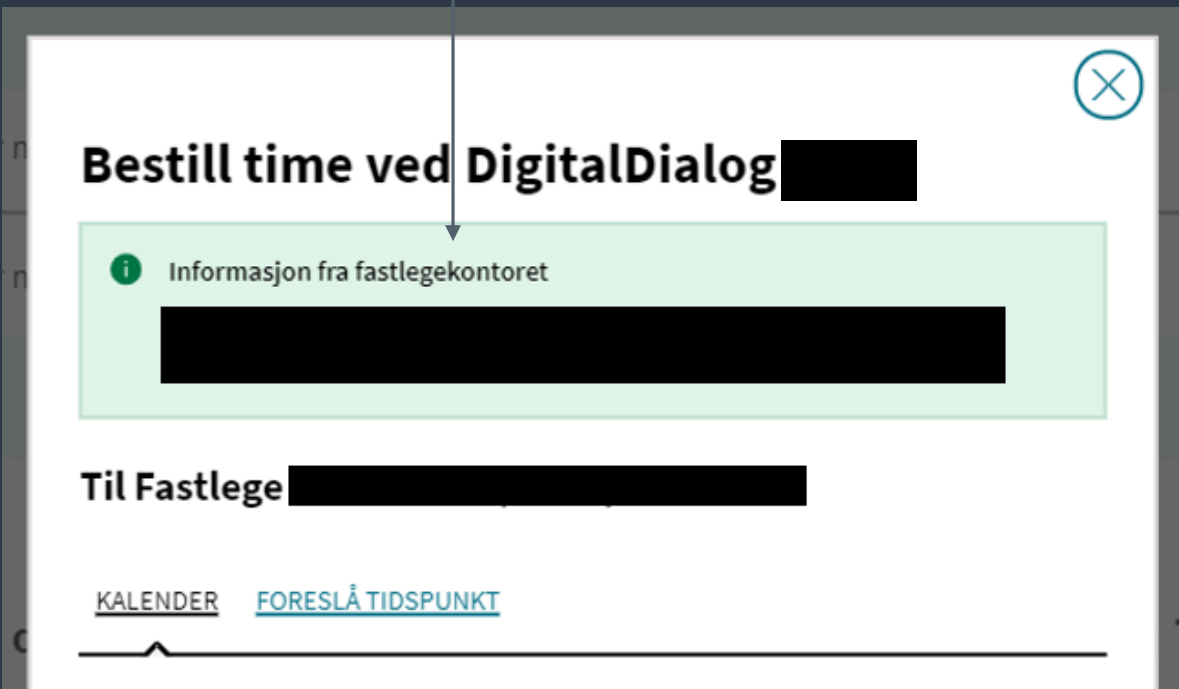 Bestill time ved DigitalDialog
Informasjon fra fastlegekontoret
Til Fastlege
KALENDER FORESLÅ TIDSPUNKT